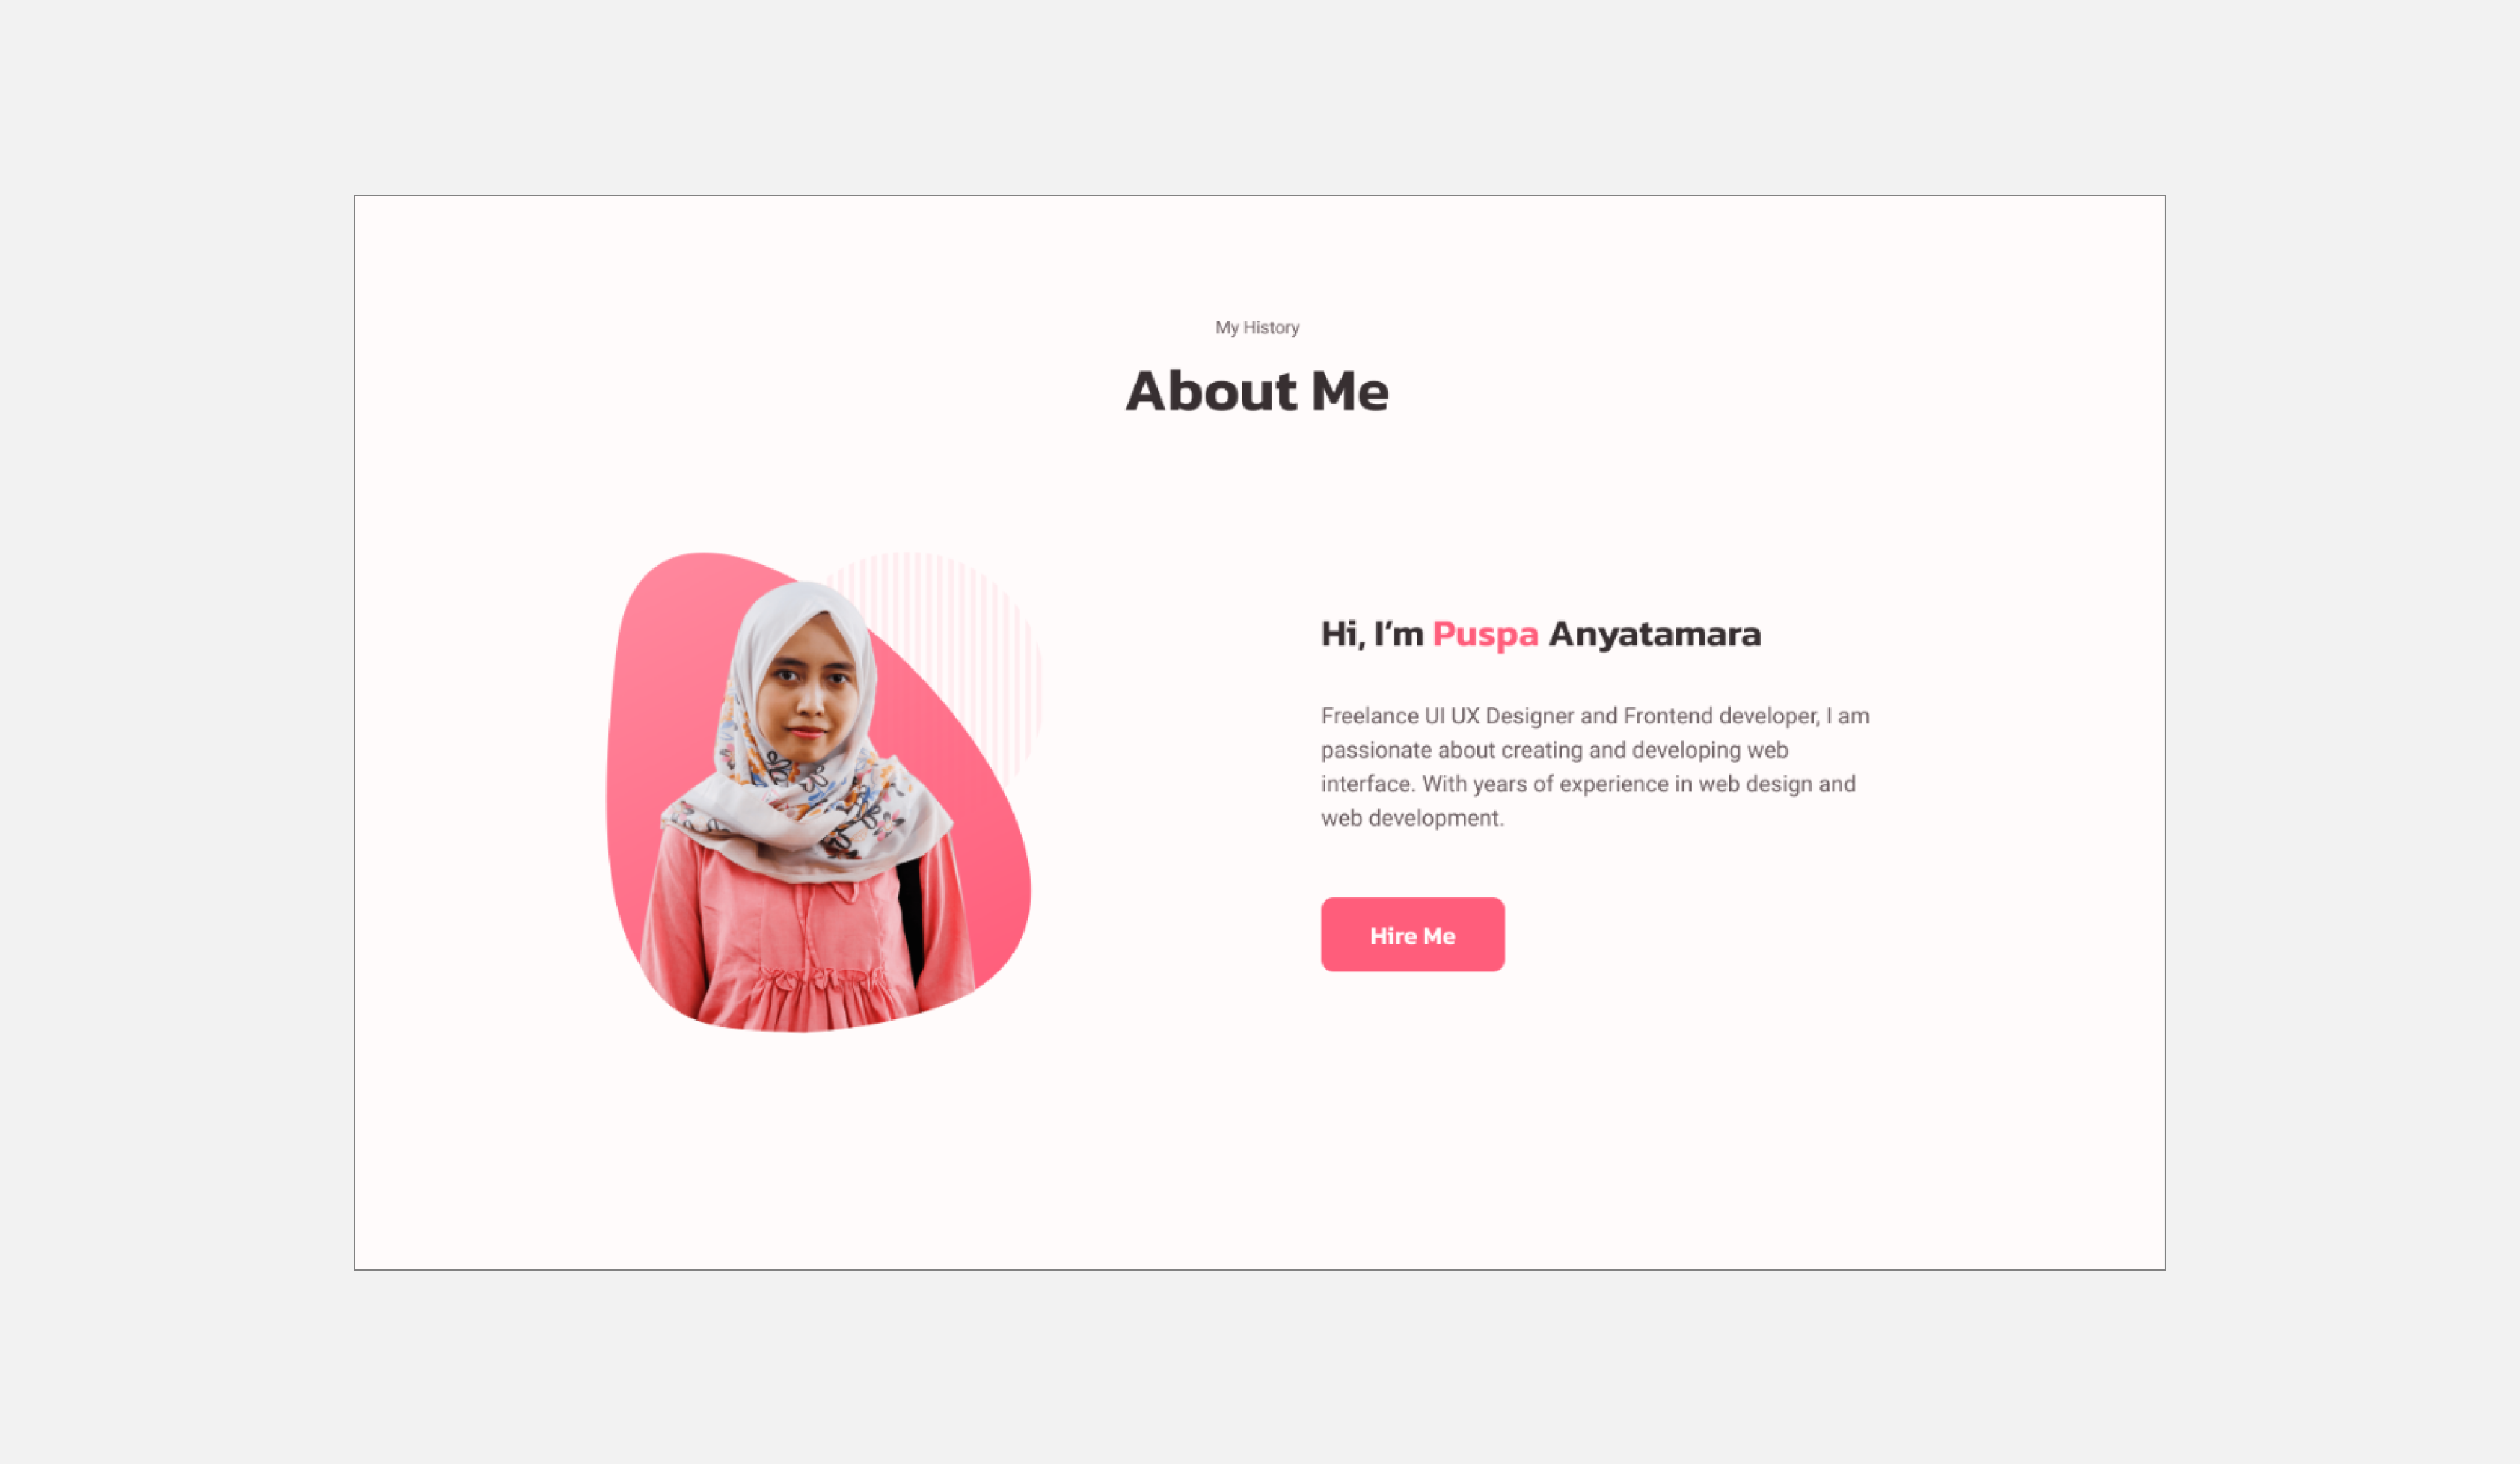 My History
About Me
Hi, I’m Puspa Anyatamara
Freelance UI UX Designer and Frontend developer, I am
passionate about creating and developing web
interface. With years of experience in web design and
web development.
Hire Me